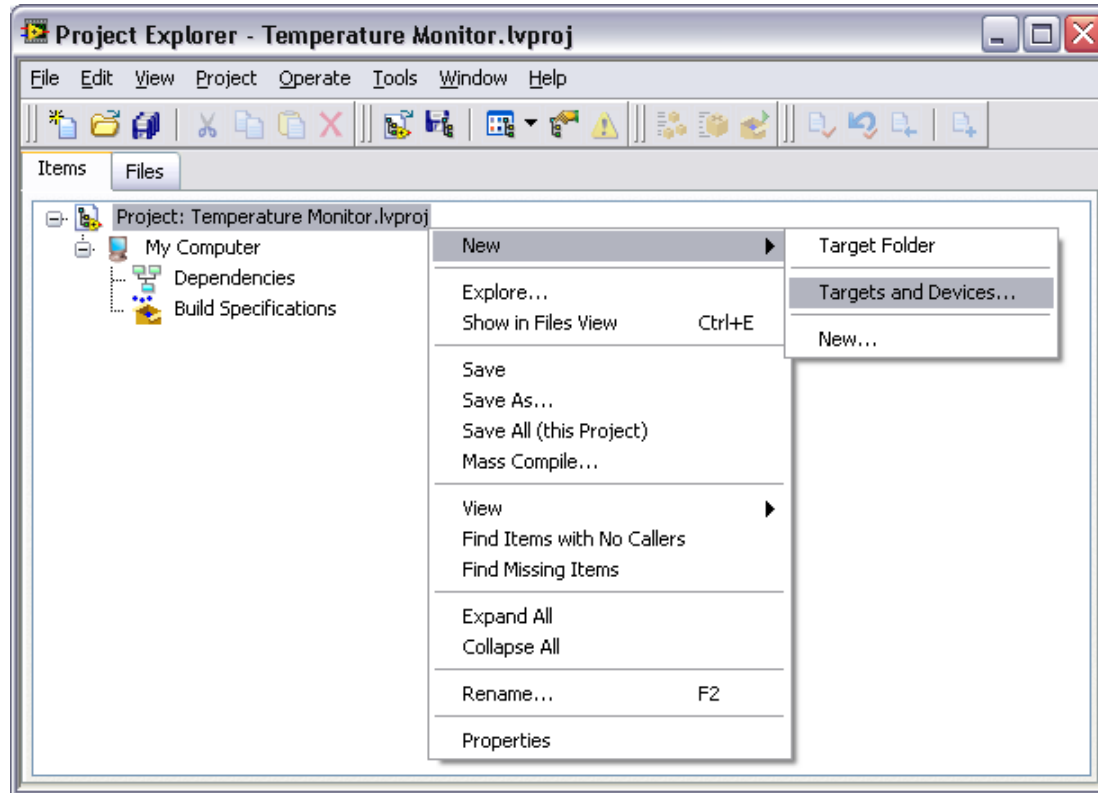 Project Explorer - Temperature Monitor.lvproj
File Edit View Project Operate Tools Window Help
Items Files
Project: Temperature Monitor.lvproj
My Computer
Dependencies
Build Specifications
New
Explore...
Show in Files View Ctrl+E
Save
Save As...
Save All (this Project)
Mass Compile...
View
Find Items with No Callers
Find Missing Items
Expand All
Collapse All
Rename... F2
Properties
Target Folder
Targets and Devices...
New...